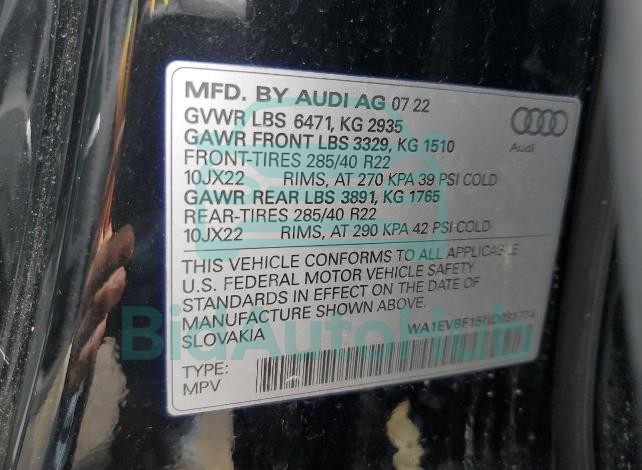 MFD. BY AUDI AG 07 22
GVWR LBS 6471, KG 2935
GAWR FRONT LBS 3329, KG 1510
FRONT-TIRES 285/40 R22
10JX22 RIMS, AT 270 KPA 39 PSI COLD
GAWR REAR LBS 3891, KG 1765
REAR-TIRES 285/40 R22
10JX22 RIMS, AT 290 KPA 42 PSI COLD
Audi
THIS VEHICLE CONFORMS TO ALL APPLICABLE
U.S. FEDERAL MOTOR VEHICLE SAFETY
STANDARDS IN EFFECT ON THE DATE OF
MANUFACTURE SHOWN ABOVE.
SLOVAKIA
WA1EVBF15ND031774
BidAutoHub
TYPE:
MPV